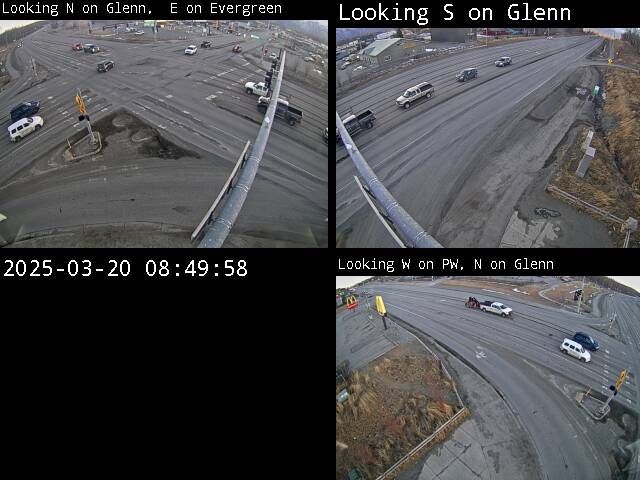 Looking N on Glenn,  E on Evergreen
Looking S on Glenn
2025-03-20 08:49:58
Looking W on PW, N on Glenn